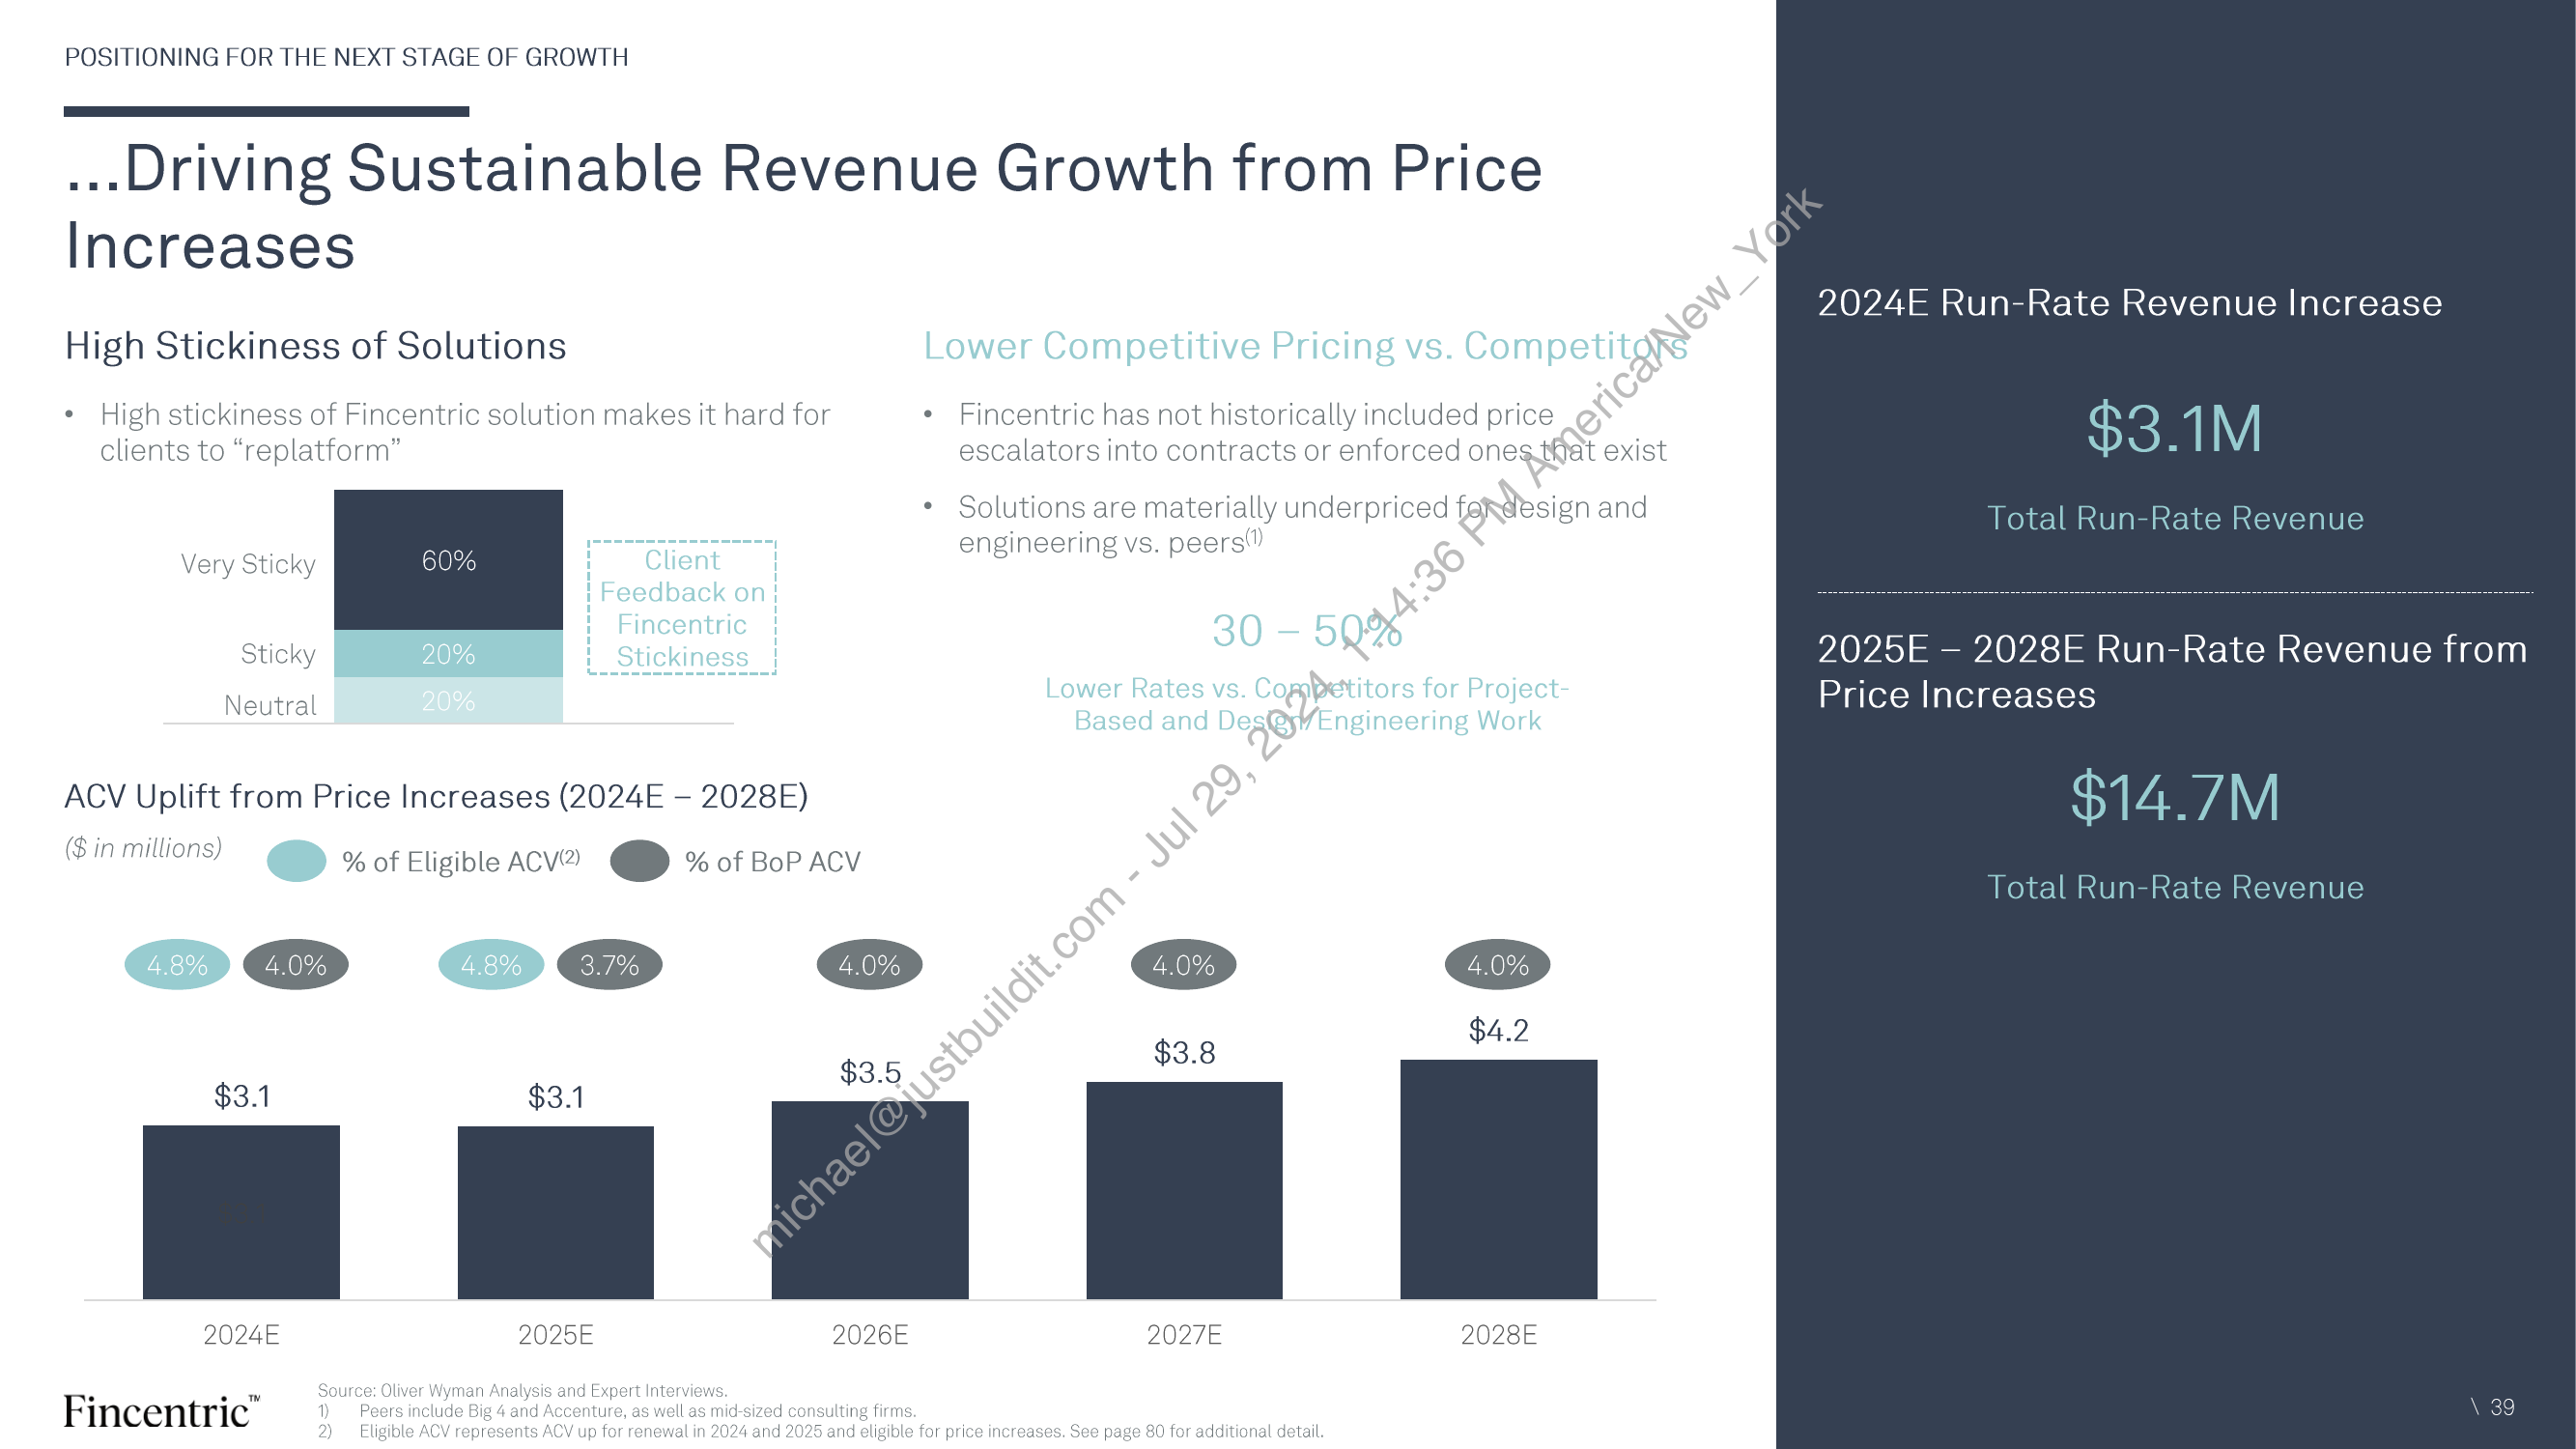 POSITIONING FOR THE NEXT STAGE OF GROWTH
...Driving Sustainable Revenue Growth from Price
Increases
High Stickiness of Solutions
• High stickiness of Fincentric solution makes it hard for
clients to “replatform”
Very Sticky
60%
Sticky
20%
Neutral
20%
Client
Feedback on
Fincentric
Stickiness
Lower Competitive Pricing vs. Competitors
• Fincentric has not historically included price
escalators into contracts or enforced ones that exist
• Solutions are materially underpriced for design and
engineering vs. peers(1)
30 – 50%
Lower Rates vs. Competitors for Project-
Based and Design/Engineering Work
ACV Uplift from Price Increases (2024E – 2028E)
($ in millions)
% of Eligible ACV(2)
% of BoP ACV
4.8% 4.0% 4.8% 3.7% 4.0% 4.0% 4.0%
$3.1 $3.1 $3.5 $3.8 $4.2
2024E 2025E 2026E 2027E 2028E
2024E Run-Rate Revenue Increase
$3.1M
Total Run-Rate Revenue
2025E – 2028E Run-Rate Revenue from
Price Increases
$14.7M
Total Run-Rate Revenue
michael@justbuildit.com - Jul 29, 2024, 1:14:36 PM America/New_York
Fincentric™
Source: Oliver Wyman Analysis and Expert Interviews.
1) Peers include Big 4 and Accenture, as well as mid-sized consulting firms.
2) Eligible ACV represents ACV up for renewal in 2024 and 2025 and eligible for price increases. See page 80 for additional detail.
\ 39